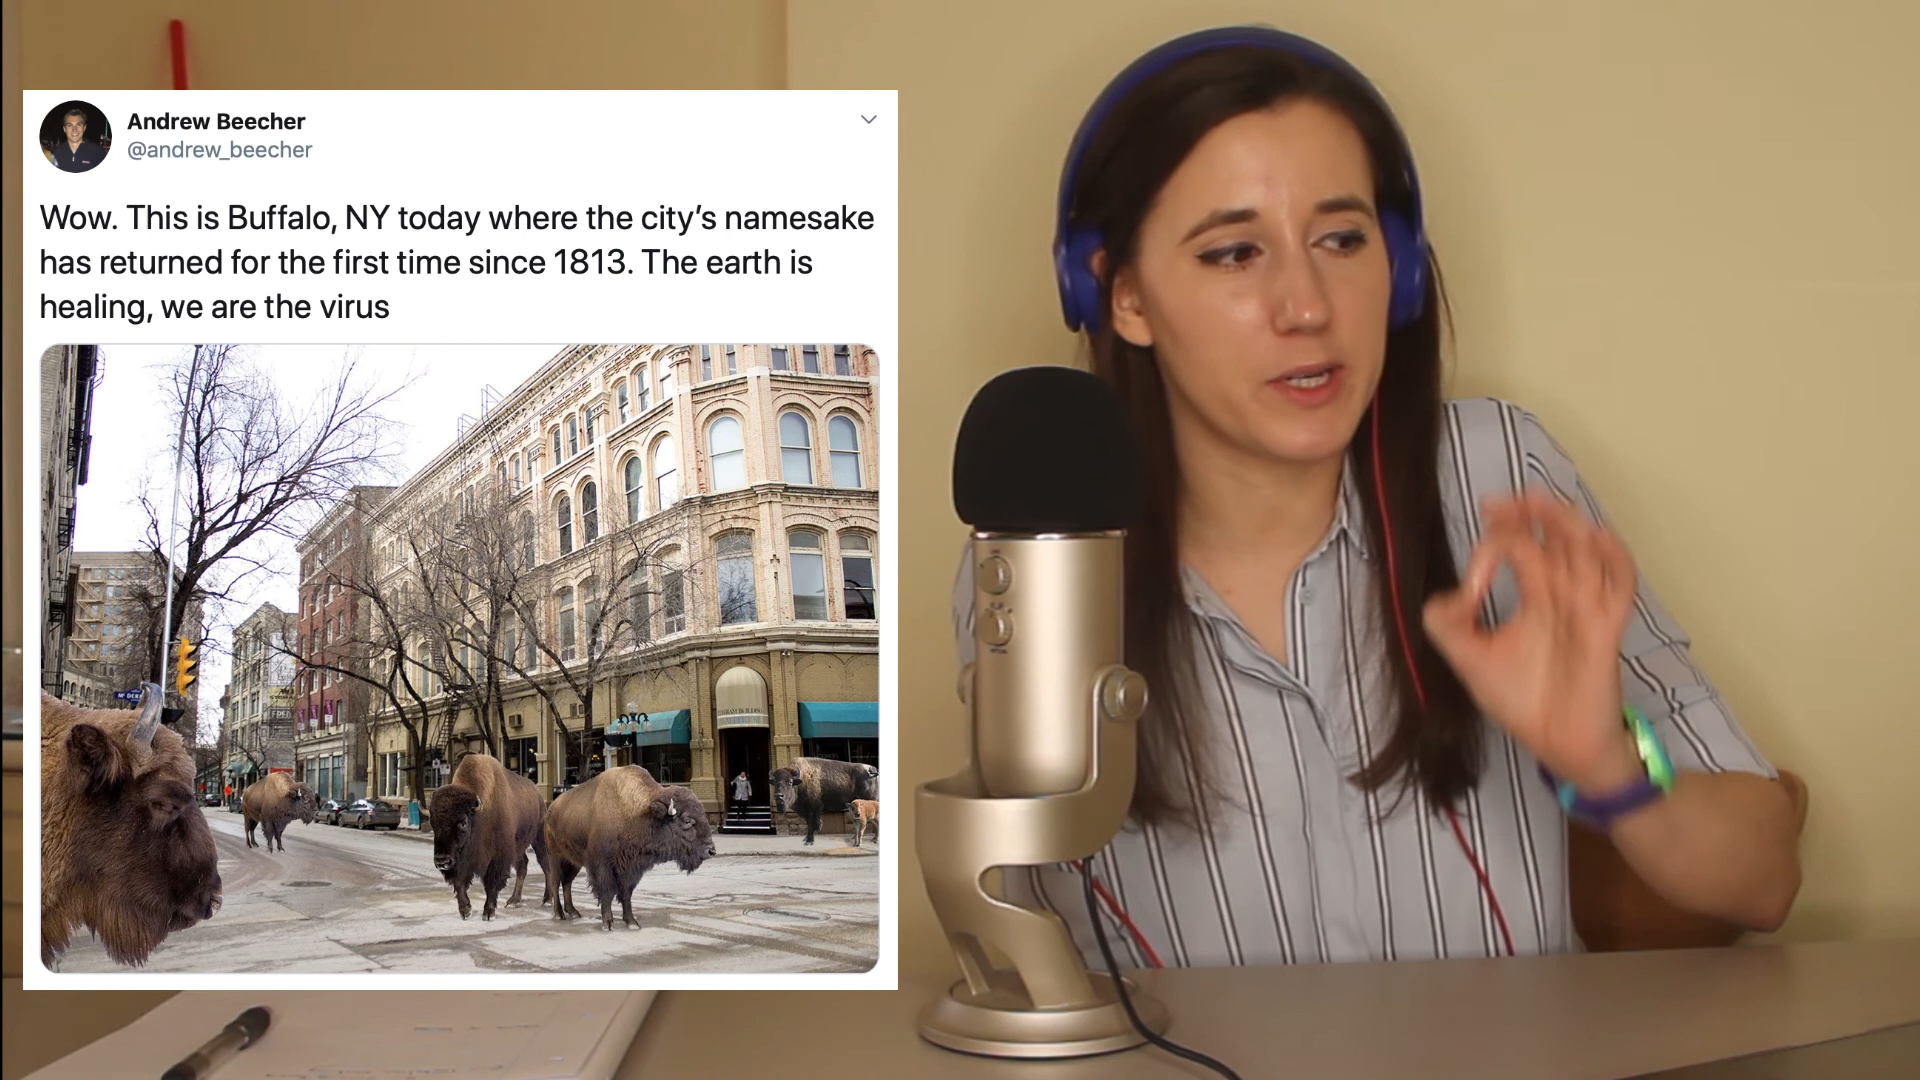 Andrew Beecher
@andrew_beecher
Wow. This is Buffalo, NY today where the city's namesake
has returned for the first time since 1813. The earth is
healing, we are the virus